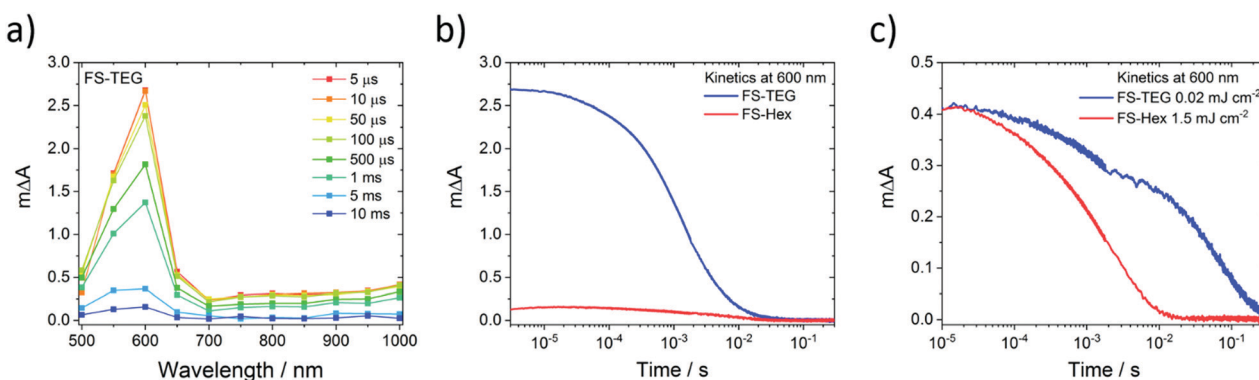 a)
FS-TEG
5 μs
10 μs
50 μs
100 μs
500 μs
1 ms
5 ms
10 ms
3.0
2.5
2.0
1.5
1.0
0.5
0.0
mΔA
500 600 700 800 900 1000
Wavelength / nm
b)
Kinetics at 600 nm
FS-TEG
FS-Hex
3.0
2.5
2.0
1.5
1.0
0.5
0.0
mΔA
10⁻⁵ 10⁻⁴ 10⁻³ 10⁻² 10⁻¹
Time / s
c)
Kinetics at 600 nm
FS-TEG 0.02 mJ cm⁻²
FS-Hex 1.5 mJ cm⁻²
0.5
0.4
0.3
0.2
0.1
0.0
mΔA
10⁻⁵ 10⁻⁴ 10⁻³ 10⁻² 10⁻¹
Time / s